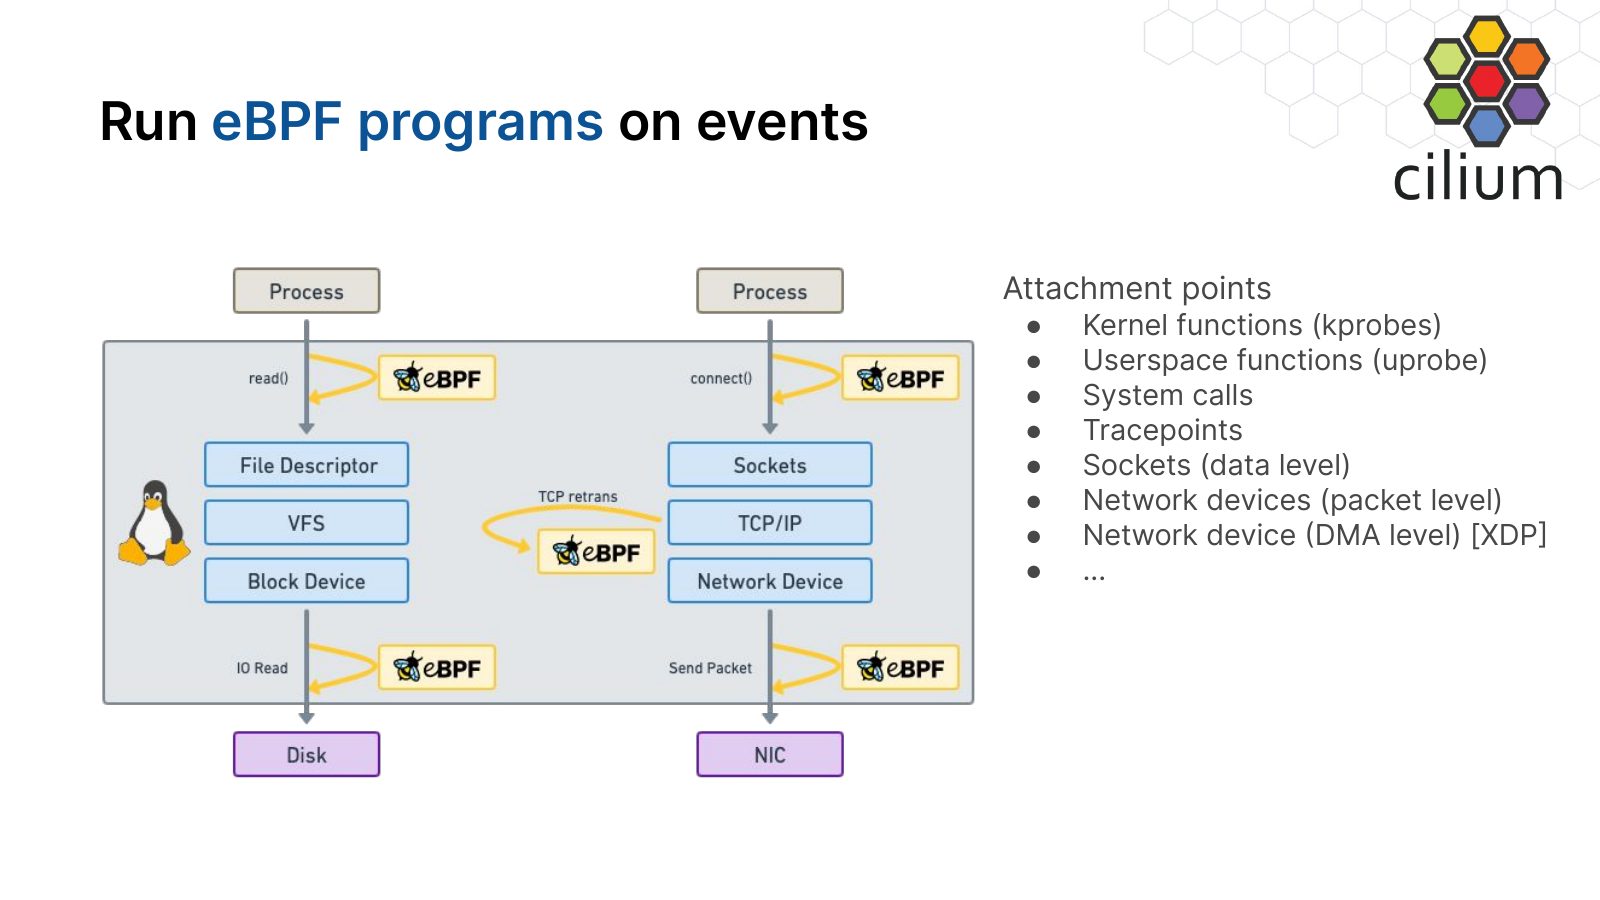 cilium
Run eBPF programs on events
Process
read()
eBPF
File Descriptor
VFS
Block Device
IO Read
eBPF
Disk
Process
connect()
eBPF
Sockets
TCP retrans
TCP/IP
eBPF
Network Device
Send Packet
eBPF
NIC
Attachment points
● Kernel functions (kprobes)
● Userspace functions (uprobe)
● System calls
● Tracepoints
● Sockets (data level)
● Network devices (packet level)
● Network device (DMA level) [XDP]
● ...